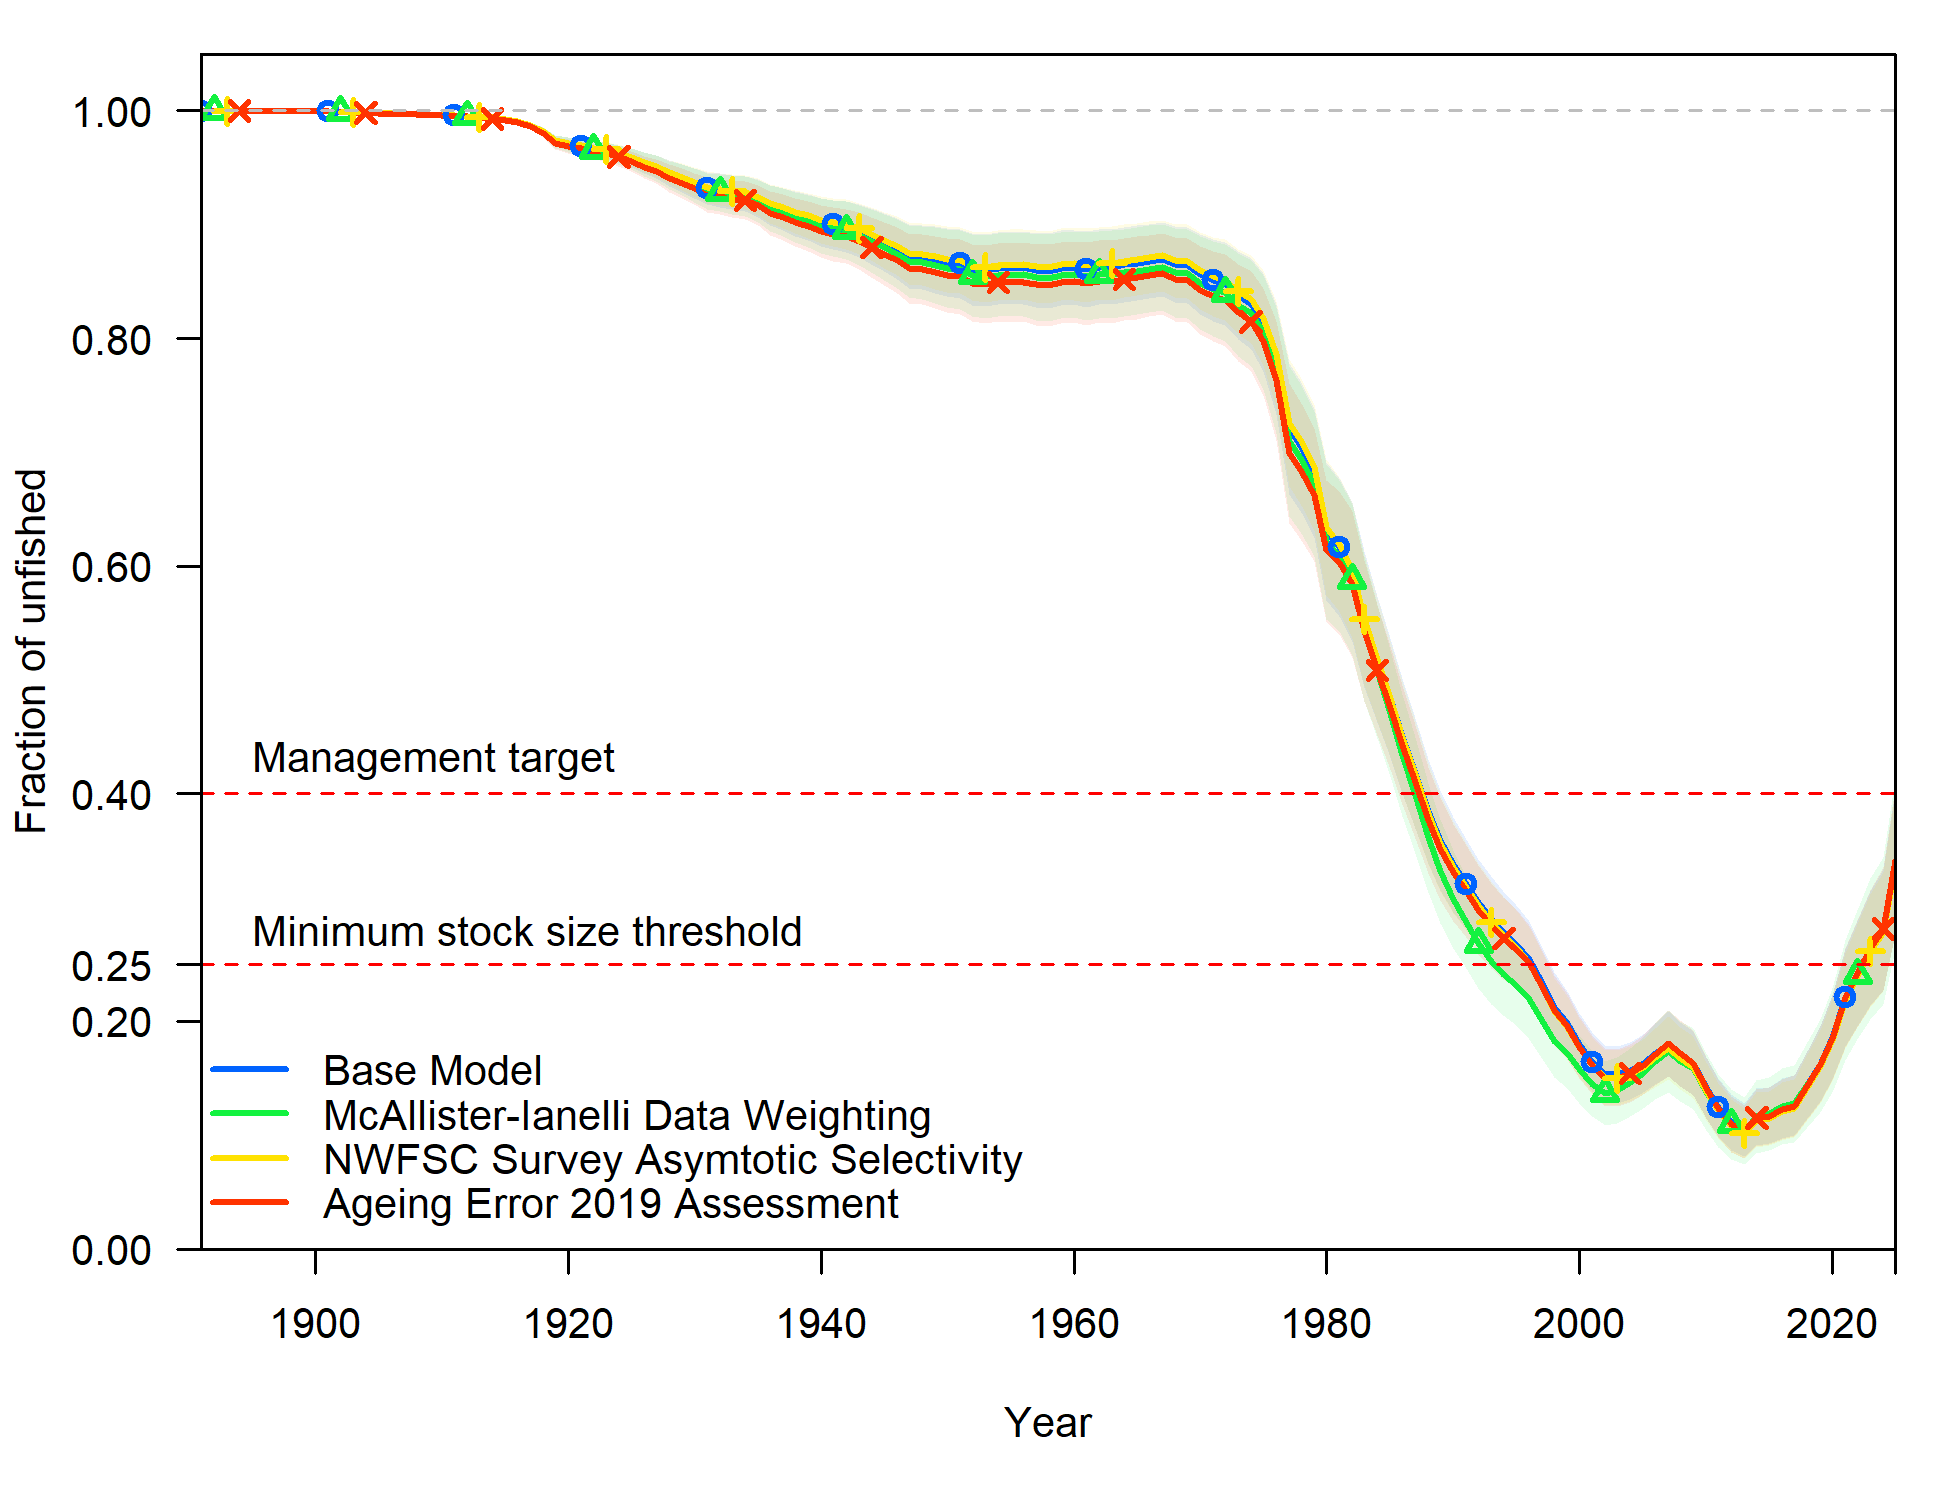 1.00
0.80
0.60
0.40
0.25
0.20
0.00
Fraction of unfished
Management target
Minimum stock size threshold
Base Model
McAllister-Ianelli Data Weighting
NWFSC Survey Asymtotic Selectivity
Ageing Error 2019 Assessment
1900 1920 1940 1960 1980 2000 2020
Year